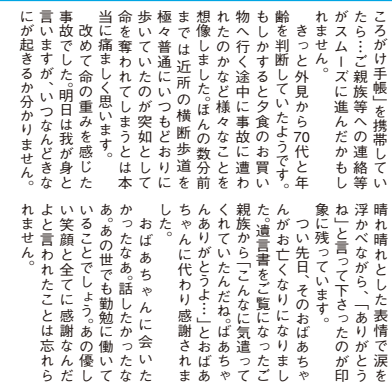 ころがけ手帳」を携帯してい
たら…ご親族等への連絡等
がスムーズに進んだかもし
れません。
きっと外見から70代と年
齢を判断していたようです。
もしかすると夕食のお買い
物へ行く途中に事故に遭わ
れたのかなど様々なことを
想像しました。ほんの数分前
までは近所の横断歩道を
極々普通にいつもどおりに
歩いていたのが突如として
命を奪われてしまうとは本
当に痛ましく思います。
改めて命の重みを感じた
事故でした。明日は我が身と
言いますが、いつなんどきな
にが起きるか分かりません。
晴れ晴れとした表情で涙を
浮かべながら、「ありがとう
ね」と言って下さったのが印
象に残っています。
つい先日、そのおばあちゃ
んがお亡くなりになりまし
た。遺言書をご覧になったご
親族から「こんなに気遣って
くれていたんだね。ばあちゃ
んありがとうよ…」とおばあ
ちゃんに代わり感謝されま
した。
おばあちゃんに会いた
かったなあ。話したかったな
あ。あの世でも勤勉に働いて
いることでしょう。あの優し
い笑顔と全てに感謝なんだ
よと言われたことは忘れら
れません。